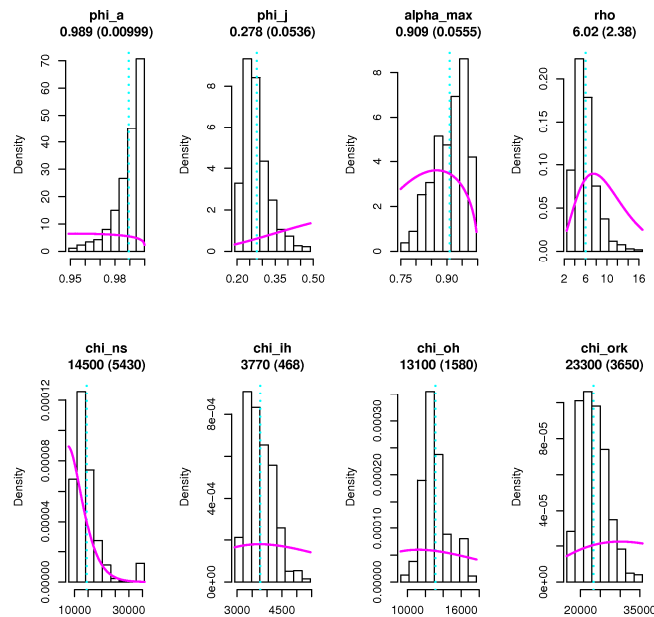 phi_a
0.989 (0.00999)
phi_j
0.278 (0.0536)
alpha_max
0.909 (0.0555)
rho
6.02 (2.38)
Density
0 10 20 30 40 50 60 70
0.95 0.98
Density
0 2 4 6 8
0.20 0.35 0.50
Density
0 2 4 6 8
0.75 0.90
Density
0.00 0.05 0.10 0.15 0.20
2 6 10 16
chi_ns
14500 (5430)
chi_ih
3770 (468)
chi_oh
13100 (1580)
chi_ork
23300 (3650)
Density
0.00000 0.00004 0.00008 0.00012
10000 30000
Density
0e+00 4e-04 8e-04
3000 4500
Density
0.00000 0.00010 0.00020 0.00030
10000 16000
Density
0e+00 4e-05 8e-05
20000 35000